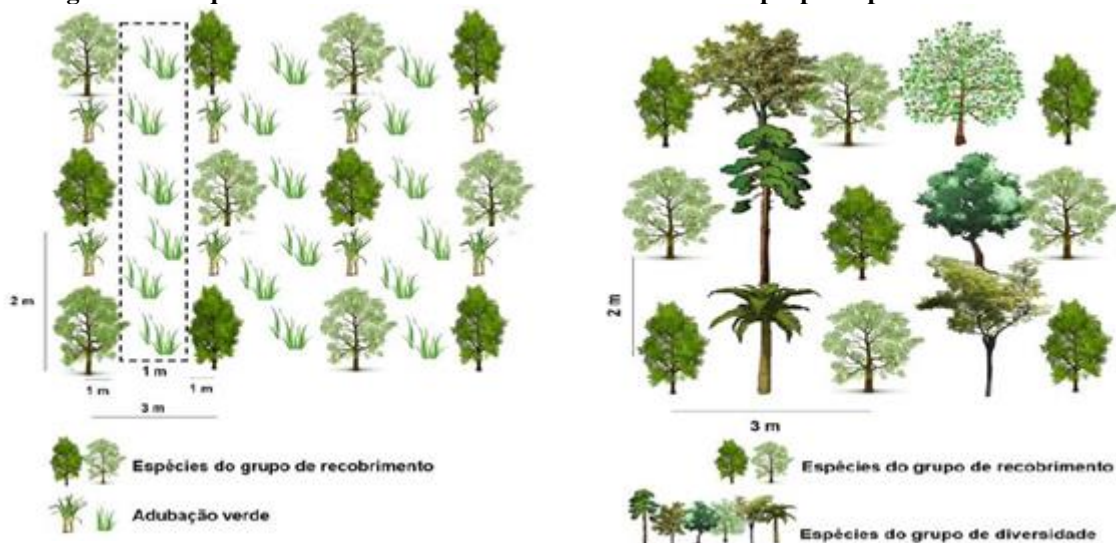 2 m
1 m
1 m
1 m
3 m
Espécies do grupo de recobrimento
Adubação verde
2 m
3 m
Espécies do grupo de recobrimento
Espécies do grupo de diversidade